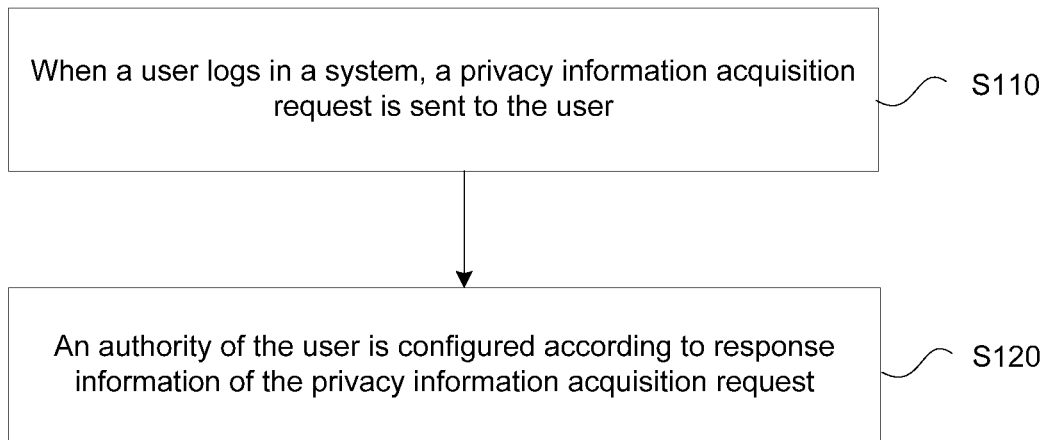 When a user logs in a system, a privacy information acquisition
request is sent to the user
S110
An authority of the user is configured according to response
information of the privacy information acquisition request
S120